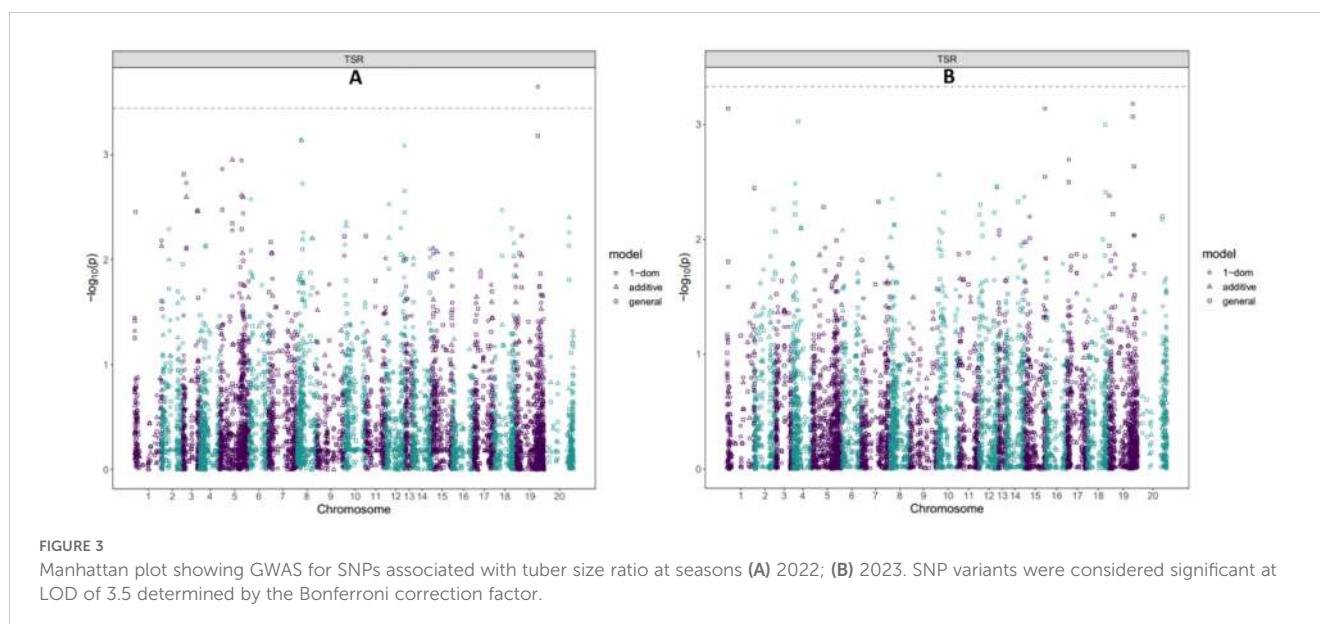 TSR
A
3
2
1
0
-log10(p)
1 2 3 4 5 6 7 8 9 10 11 12 13 14 15 16 17 18 19 20
Chromosome
model
1-dom
additive
general
TSR
B
3
2
1
0
-log10(p)
1 2 3 4 5 6 7 8 9 10 11 12 13 14 15 16 17 18 19 20
Chromosome
model
1-dom
additive
general
FIGURE 3
Manhattan plot showing GWAS for SNPs associated with tuber size ratio at seasons (A) 2022; (B) 2023. SNP variants were considered significant at
LOD of 3.5 determined by the Bonferroni correction factor.